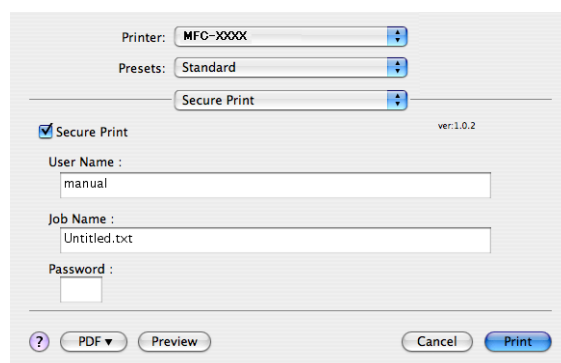 Printer: MFC-XXXX
Presets: Standard
Secure Print
Secure Print ver:1.0.2
User Name :
manual
Job Name :
Untitled.txt
Password :
? PDF ▼ Preview Cancel Print